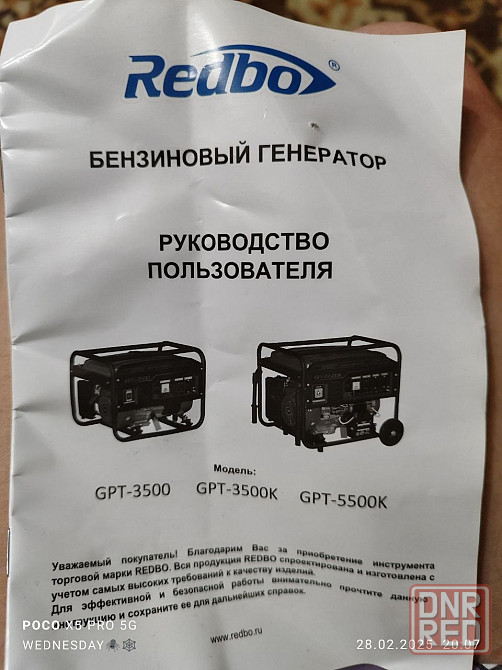 Redbo®
БЕНЗИНОВЫЙ ГЕНЕРАТОР
РУКОВОДСТВО
ПОЛЬЗОВАТЕЛЯ
Модель:
GPT-3500 GPT-3500K GPT-5500K
Уважаемый покупатель! Благодарим Вас за приобретение инструмента
торговой марки REDBO. Вся продукция REDBO спроектирована и изготовлена с
учетом самых высоких требований к качеству изделий.
Для эффективной и безопасной работы внимательно прочтите данную
инструкцию и сохраните ее для дальнейших справок.
www.redbo.ru
POCO X5 PRO 5G
WEDNESDAY
28.02.2025 20:07
DNR
RED